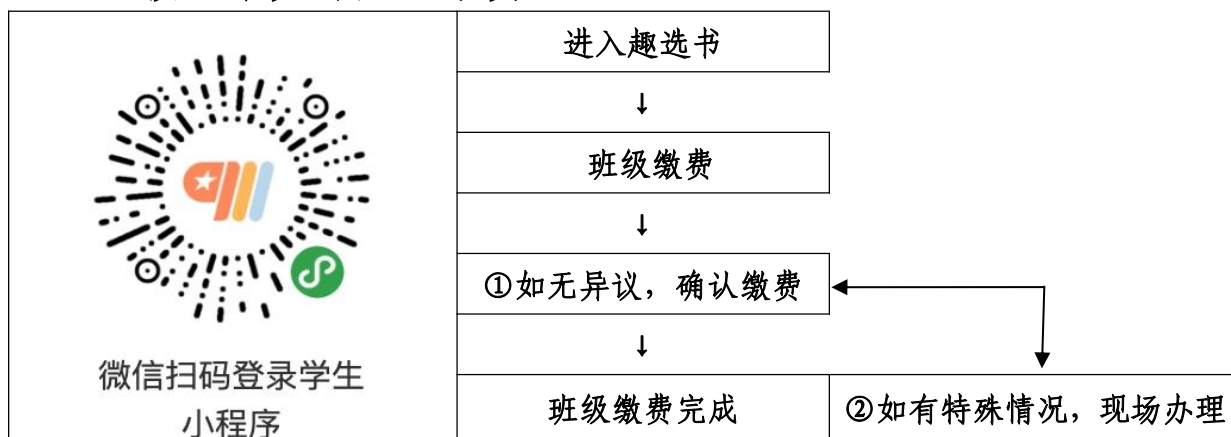 进入趣选书
↓
班级缴费
↓
①如无异议，确认缴费
↓
班级缴费完成
②如有特殊情况，现场办理
微信扫码登录学生
小程序